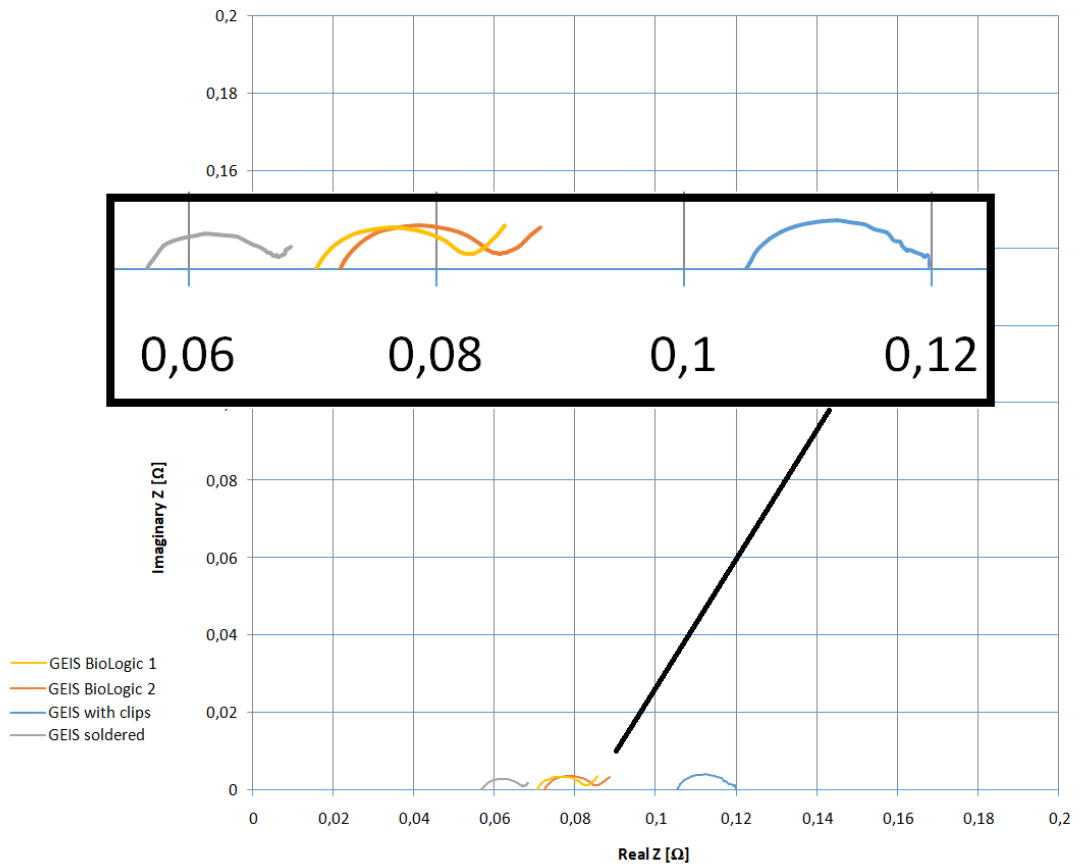 0,2
0,18
0,16
0,06 0,08 0,1 0,12
0,08
0,06
0,04
0,02
0
Imaginary Z [Ω]
0 0,02 0,04 0,06 0,08 0,1 0,12 0,14 0,16 0,18 0,2
Real Z [Ω]
GEIS BioLogic 1
GEIS BioLogic 2
GEIS with clips
GEIS soldered